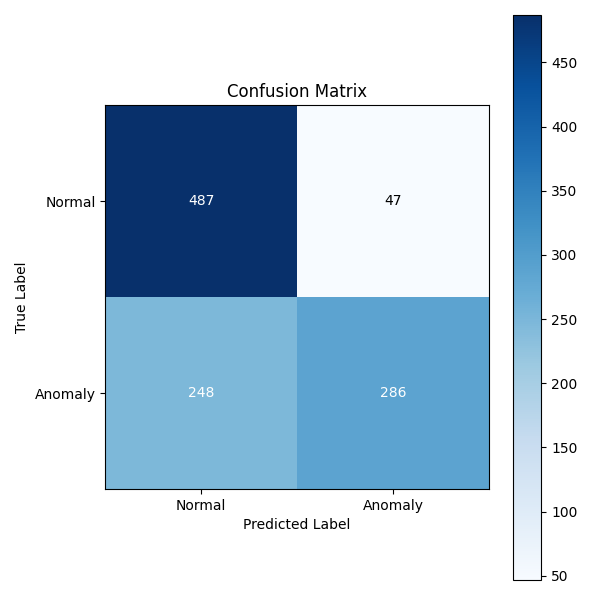 Confusion Matrix
True Label
Normal
487
47
Anomaly
248
286
Normal
Anomaly
Predicted Label
450
400
350
300
250
200
150
100
50